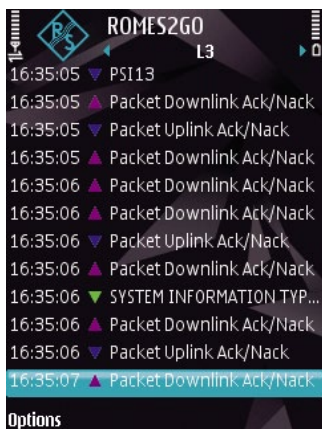 R&S
ROMES2GO
L3
16:35:05 PSI13
16:35:05 Packet Downlink Ack/Nack
16:35:05 Packet Uplink Ack/Nack
16:35:05 Packet Downlink Ack/Nack
16:35:06 Packet Downlink Ack/Nack
16:35:06 Packet Downlink Ack/Nack
16:35:06 Packet Uplink Ack/Nack
16:35:06 Packet Downlink Ack/Nack
16:35:06 SYSTEM INFORMATION TYP...
16:35:06 Packet Downlink Ack/Nack
16:35:06 Packet Uplink Ack/Nack
16:35:07 Packet Downlink Ack/Nack
Options